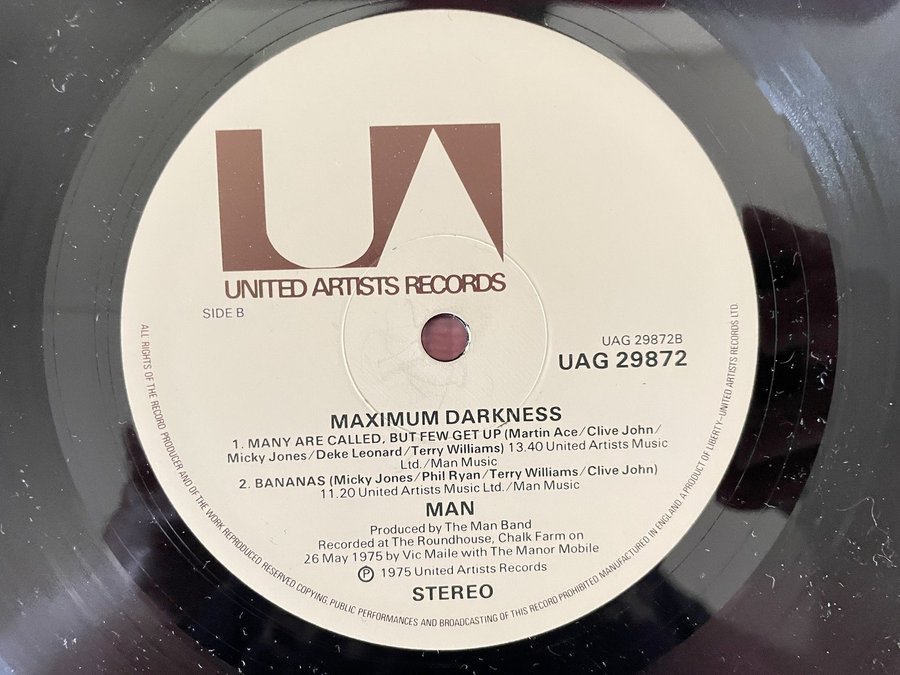 UA
UNITED ARTISTS RECORDS
SIDE B
UAG 29872B
UAG 29872
MAXIMUM DARKNESS
1. MANY ARE CALLED, BUT FEW GET UP (Martin Ace/Clive John/
Micky Jones/Deke Leonard/Terry Williams) 13.40 United Artists Music
Ltd./Man Music
2. BANANAS (Micky Jones/Phil Ryan/Terry Williams/Clive John)
11.20 United Artists Music Ltd./Man Music
MAN
Produced by The Man Band
Recorded at The Roundhouse, Chalk Farm on
26 May 1975 by Vic Maile with The Manor Mobile
℗ 1975 United Artists Records
STEREO
ALL RIGHTS OF THE RECORD PRODUCER AND OF THE WORK REPRODUCED RESERVED COPYING, PUBLIC PERFORMANCES AND BROADCASTING OF THIS RECORD PROHIBITED MANUFACTURED IN ENGLAND. A PRODUCT OF LIBERTY-UNITED ARTISTS RECORDS LTD.